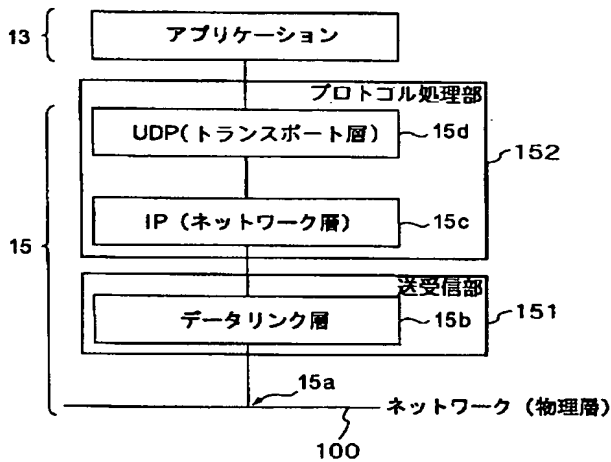 13
アプリケーション
プロトコル処理部
UDP(トランスポート層)
15d
152
15
IP (ネットワーク層)
15c
送受信部
データリンク層
15b
151
15a
ネットワーク (物理層)
100